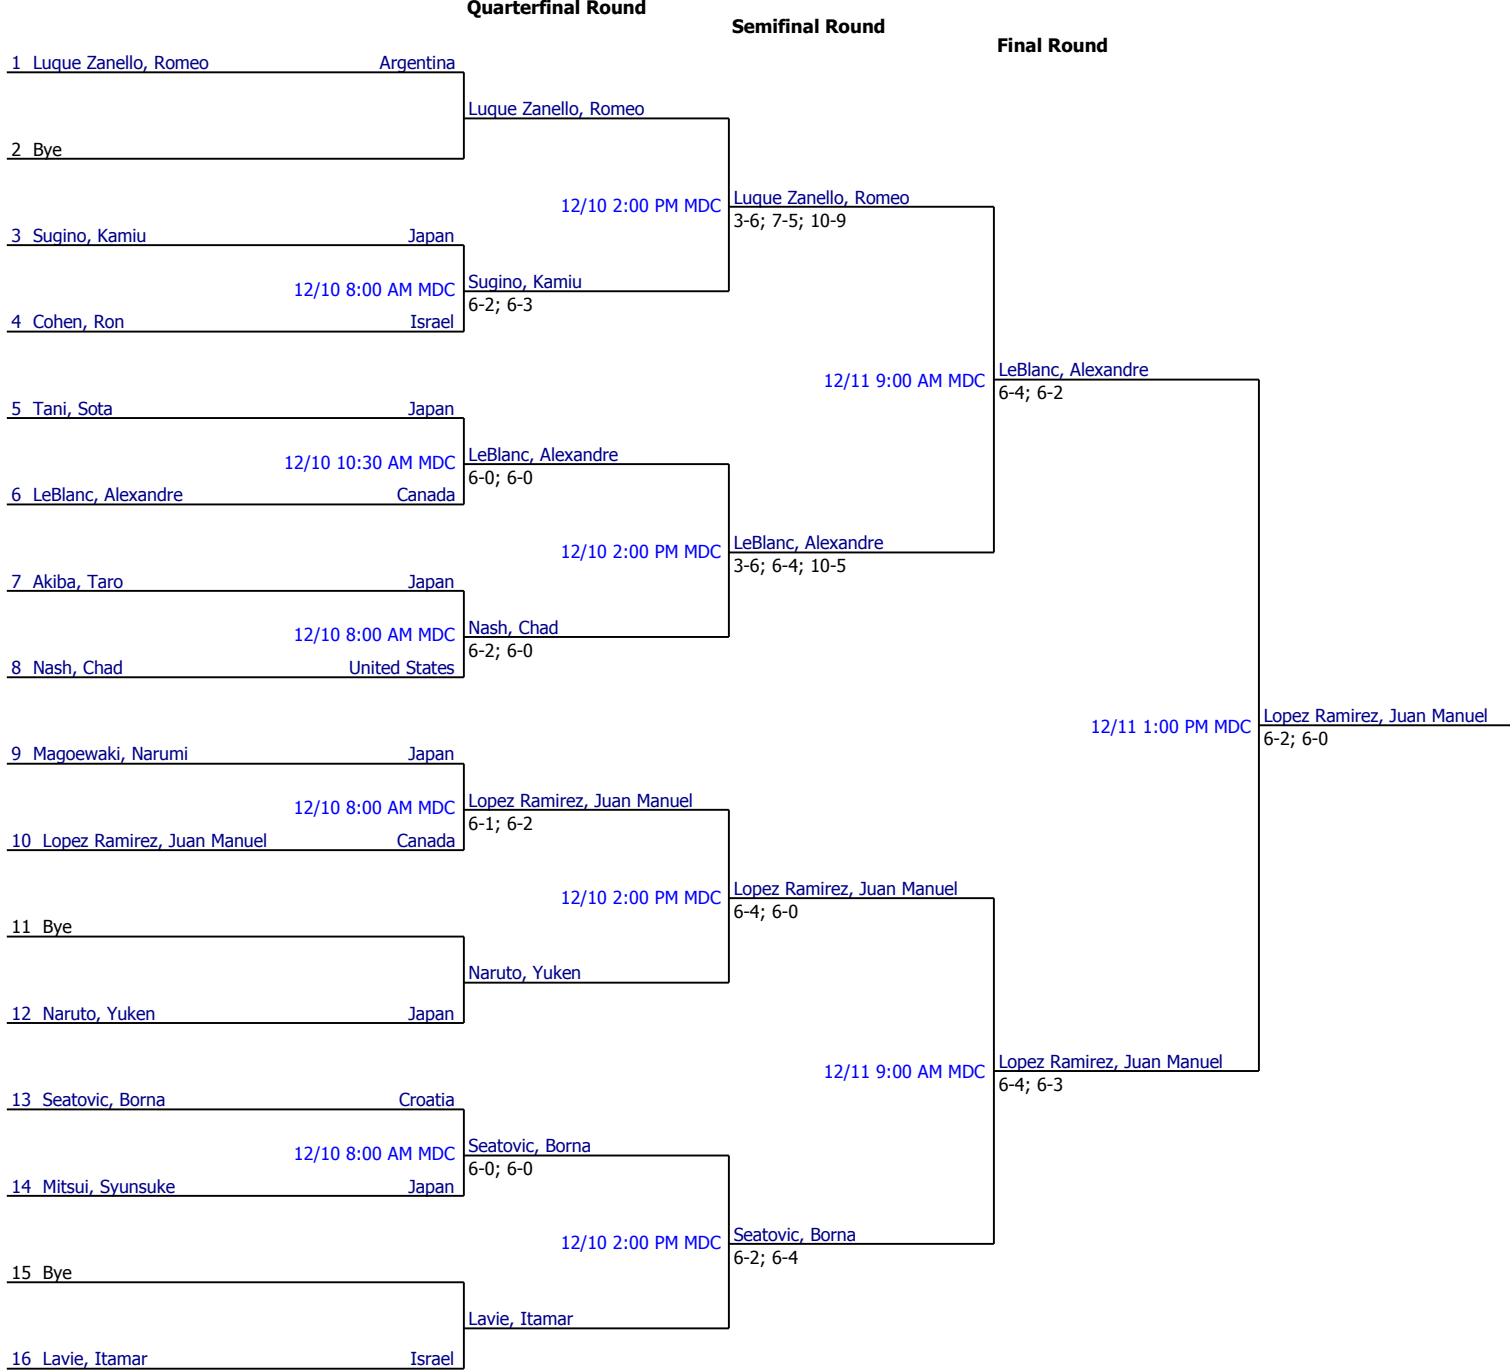 Quarterfinal Round
Semifinal Round
Final Round
1 Luque Zanello, Romeo Argentina
Luque Zanello, Romeo
2 Bye
12/10 2:00 PM MDC Luque Zanello, Romeo
3-6; 7-5; 10-9
3 Sugino, Kamiu Japan
12/10 8:00 AM MDC Sugino, Kamiu
6-2; 6-3
4 Cohen, Ron Israel
12/11 9:00 AM MDC LeBlanc, Alexandre
6-4; 6-2
5 Tani, Sota Japan
12/10 10:30 AM MDC LeBlanc, Alexandre
6-0; 6-0
6 LeBlanc, Alexandre Canada
12/10 2:00 PM MDC LeBlanc, Alexandre
3-6; 6-4; 10-5
7 Akiba, Taro Japan
12/10 8:00 AM MDC Nash, Chad
6-2; 6-0
8 Nash, Chad United States
12/11 1:00 PM MDC Lopez Ramirez, Juan Manuel
6-2; 6-0
9 Magoewaki, Narumi Japan
12/10 8:00 AM MDC Lopez Ramirez, Juan Manuel
6-1; 6-2
10 Lopez Ramirez, Juan Manuel Canada
12/10 2:00 PM MDC Lopez Ramirez, Juan Manuel
6-4; 6-0
11 Bye
Naruto, Yuken
12 Naruto, Yuken Japan
12/11 9:00 AM MDC Lopez Ramirez, Juan Manuel
6-4; 6-3
13 Seatovic, Borna Croatia
12/10 8:00 AM MDC Seatovic, Borna
6-0; 6-0
14 Mitsui, Syunsuke Japan
12/10 2:00 PM MDC Seatovic, Borna
6-2; 6-4
15 Bye
Lavie, Itamar
16 Lavie, Itamar Israel